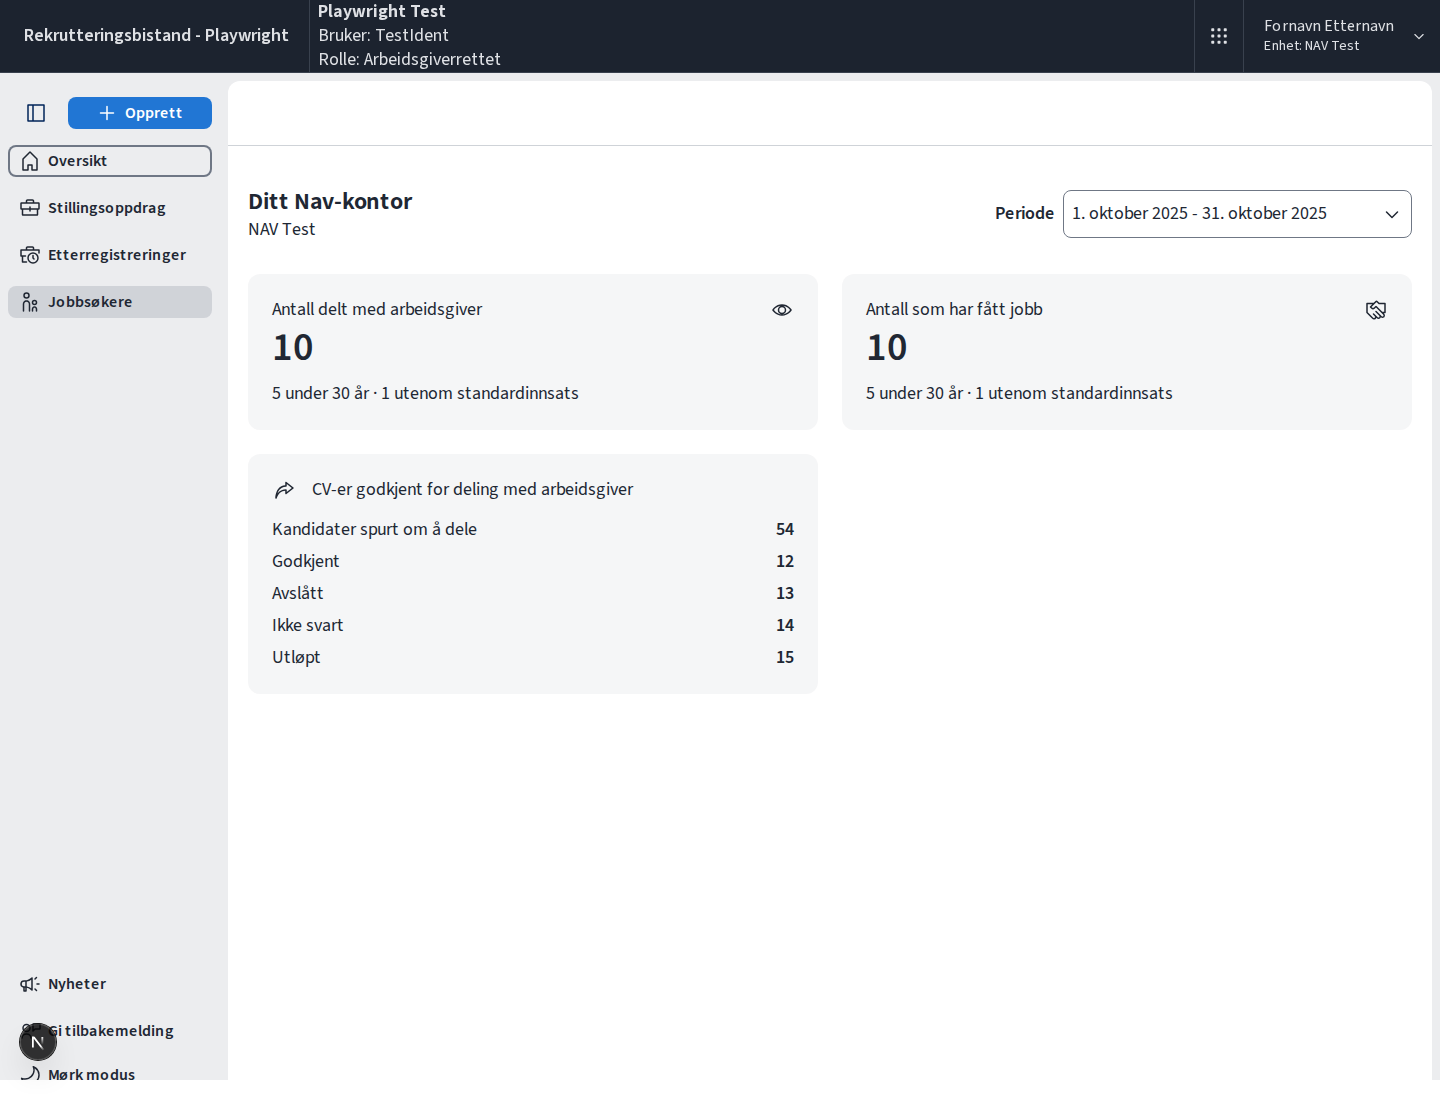 Rekrutteringsbistand - Playwright
Playwright Test
Bruker: TestIdent
Rolle: Arbeidsgiverrettet
Fornavn Etternavn
Enhet: NAV Test
Opprett
Oversikt
Stillingsoppdrag
Etterregistreringer
Jobbsøkere
Ditt Nav-kontor
NAV Test
Periode
1. oktober 2025 - 31. oktober 2025
Antall delt med arbeidsgiver
10
5 under 30 år · 1 utenom standardinnsats
Antall som har fått jobb
10
5 under 30 år · 1 utenom standardinnsats
CV-er godkjent for deling med arbeidsgiver
Kandidater spurt om å dele 54
Godkjent 12
Avslått 13
Ikke svart 14
Utløpt 15
Nyheter
Gi tilbakemelding
N
Mørk modus